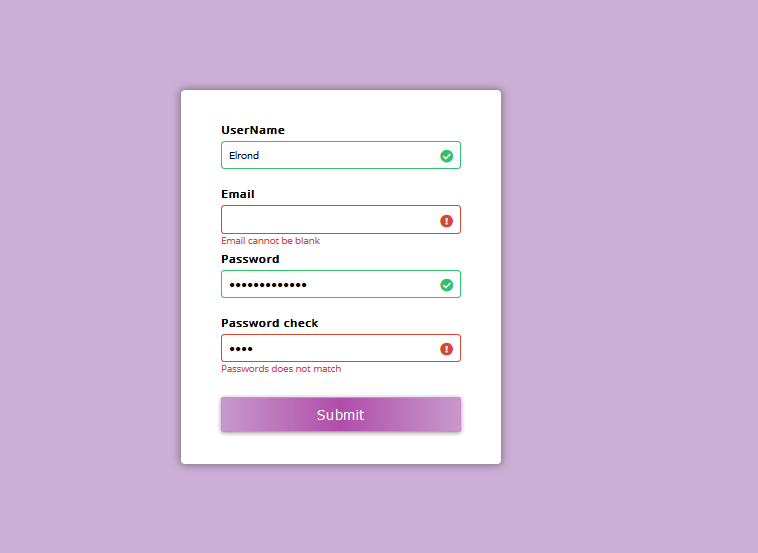 UserName
Elrond
Email
Email cannot be blank
Password
•••••••••••••
Password check
••••
Passwords does not match
Submit